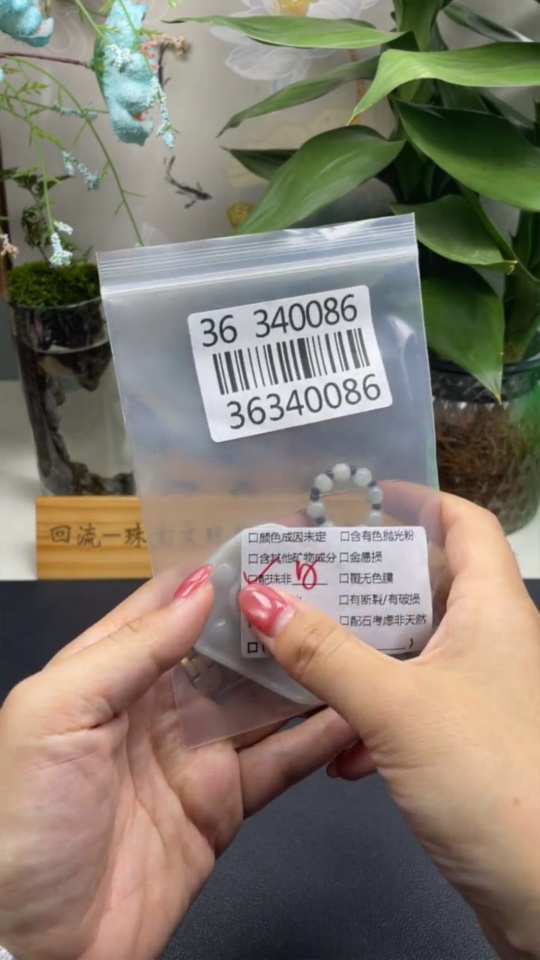 36 340086
36340086
回流一珠
□颜色成因未定 □含有色抛光粉
□含其他矿物成分 □金悬损
□配珠非 □覆无色膜
□有断裂/有破损
□配石考虑非天然
□( )